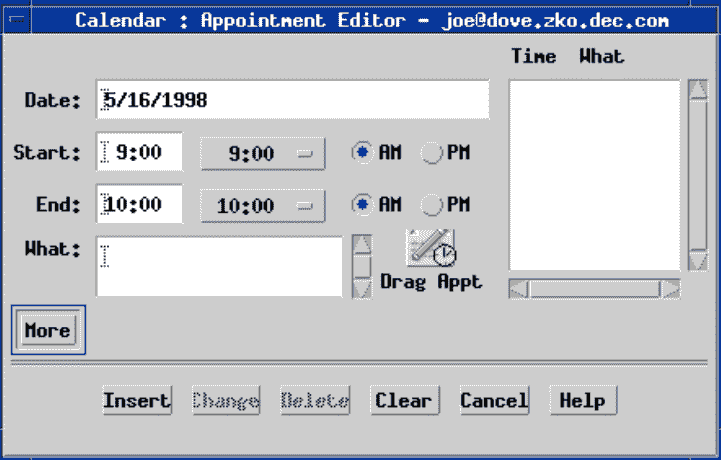 Calendar : Appointment Editor - joe@dove.zko.dec.com
Time What
Date: 5/16/1998
Start: 9:00 9:00 AM PM
End: 10:00 10:00 AM PM
What:
Drag Appt
More
Insert Change Delete Clear Cancel Help